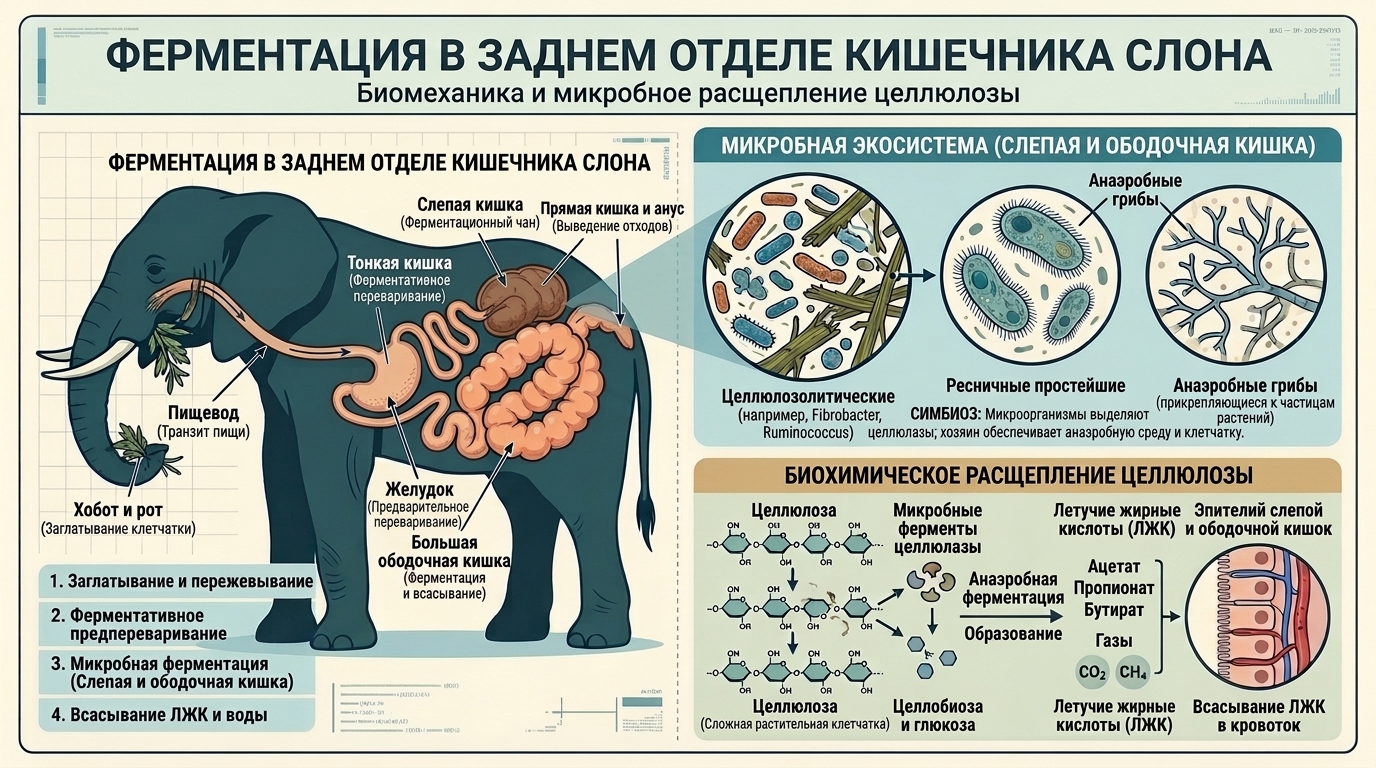 ФЕРМЕНТАЦИЯ В ЗАДНЕМ ОТДЕЛЕ КИШЕЧНИКА СЛОНА
Биомеханика и микробное расщепление целлюлозы
ФЕРМЕНТАЦИЯ В ЗАДНЕМ ОТДЕЛЕ КИШЕЧНИКА СЛОНА
Слепая кишка
(Ферментационный чан)
Прямая кишка и анус
(Выведение отходов)
Тонкая кишка
(Ферментативное
переваривание)
Пищевод
(Транзит пищи)
Хобот и рот
(Заглатывание клетчатки)
Желудок
(Предварительное
переваривание)
Большая
ободочная кишка
(Ферментация
и всасывание)
1. Заглатывание и пережевывание
2. Ферментативное
предпереваривание
3. Микробная ферментация
(Слепая и ободочная кишка)
4. Всасывание ЛЖК и воды
МИКРОБНАЯ ЭКОСИСТЕМА (СЛЕПАЯ И ОБОДОЧНАЯ КИШКА)
Анаэробные
грибы
Целлюлозолитические
(например, Fibrobacter,
Ruminococcus)
Ресничные простейшие
Анаэробные грибы
(прикрепляющиеся к частицам
растений)
СИМБИОЗ: Микроорганизмы выделяют
целлюлазы; хозяин обеспечивает анаэробную среду и клетчатку.
БИОХИМИЧЕСКОЕ РАСЩЕПЛЕНИЕ ЦЕЛЛЮЛОЗЫ
Целлюлоза
Микробные
ферменты
целлюлазы
Летучие жирные
кислоты (ЛЖК)
Эпителий слепой
и ободочной кишок
Анаэробная
ферментация
Образование
Ацетат
Пропионат
Бутират
Газы
CO₂
CH₄
Целлюлоза
(Сложная растительная клетчатка)
Целлобиоза
и глюкоза
Летучие жирные
кислоты (ЛЖК)
Всасывание ЛЖК
в кровоток